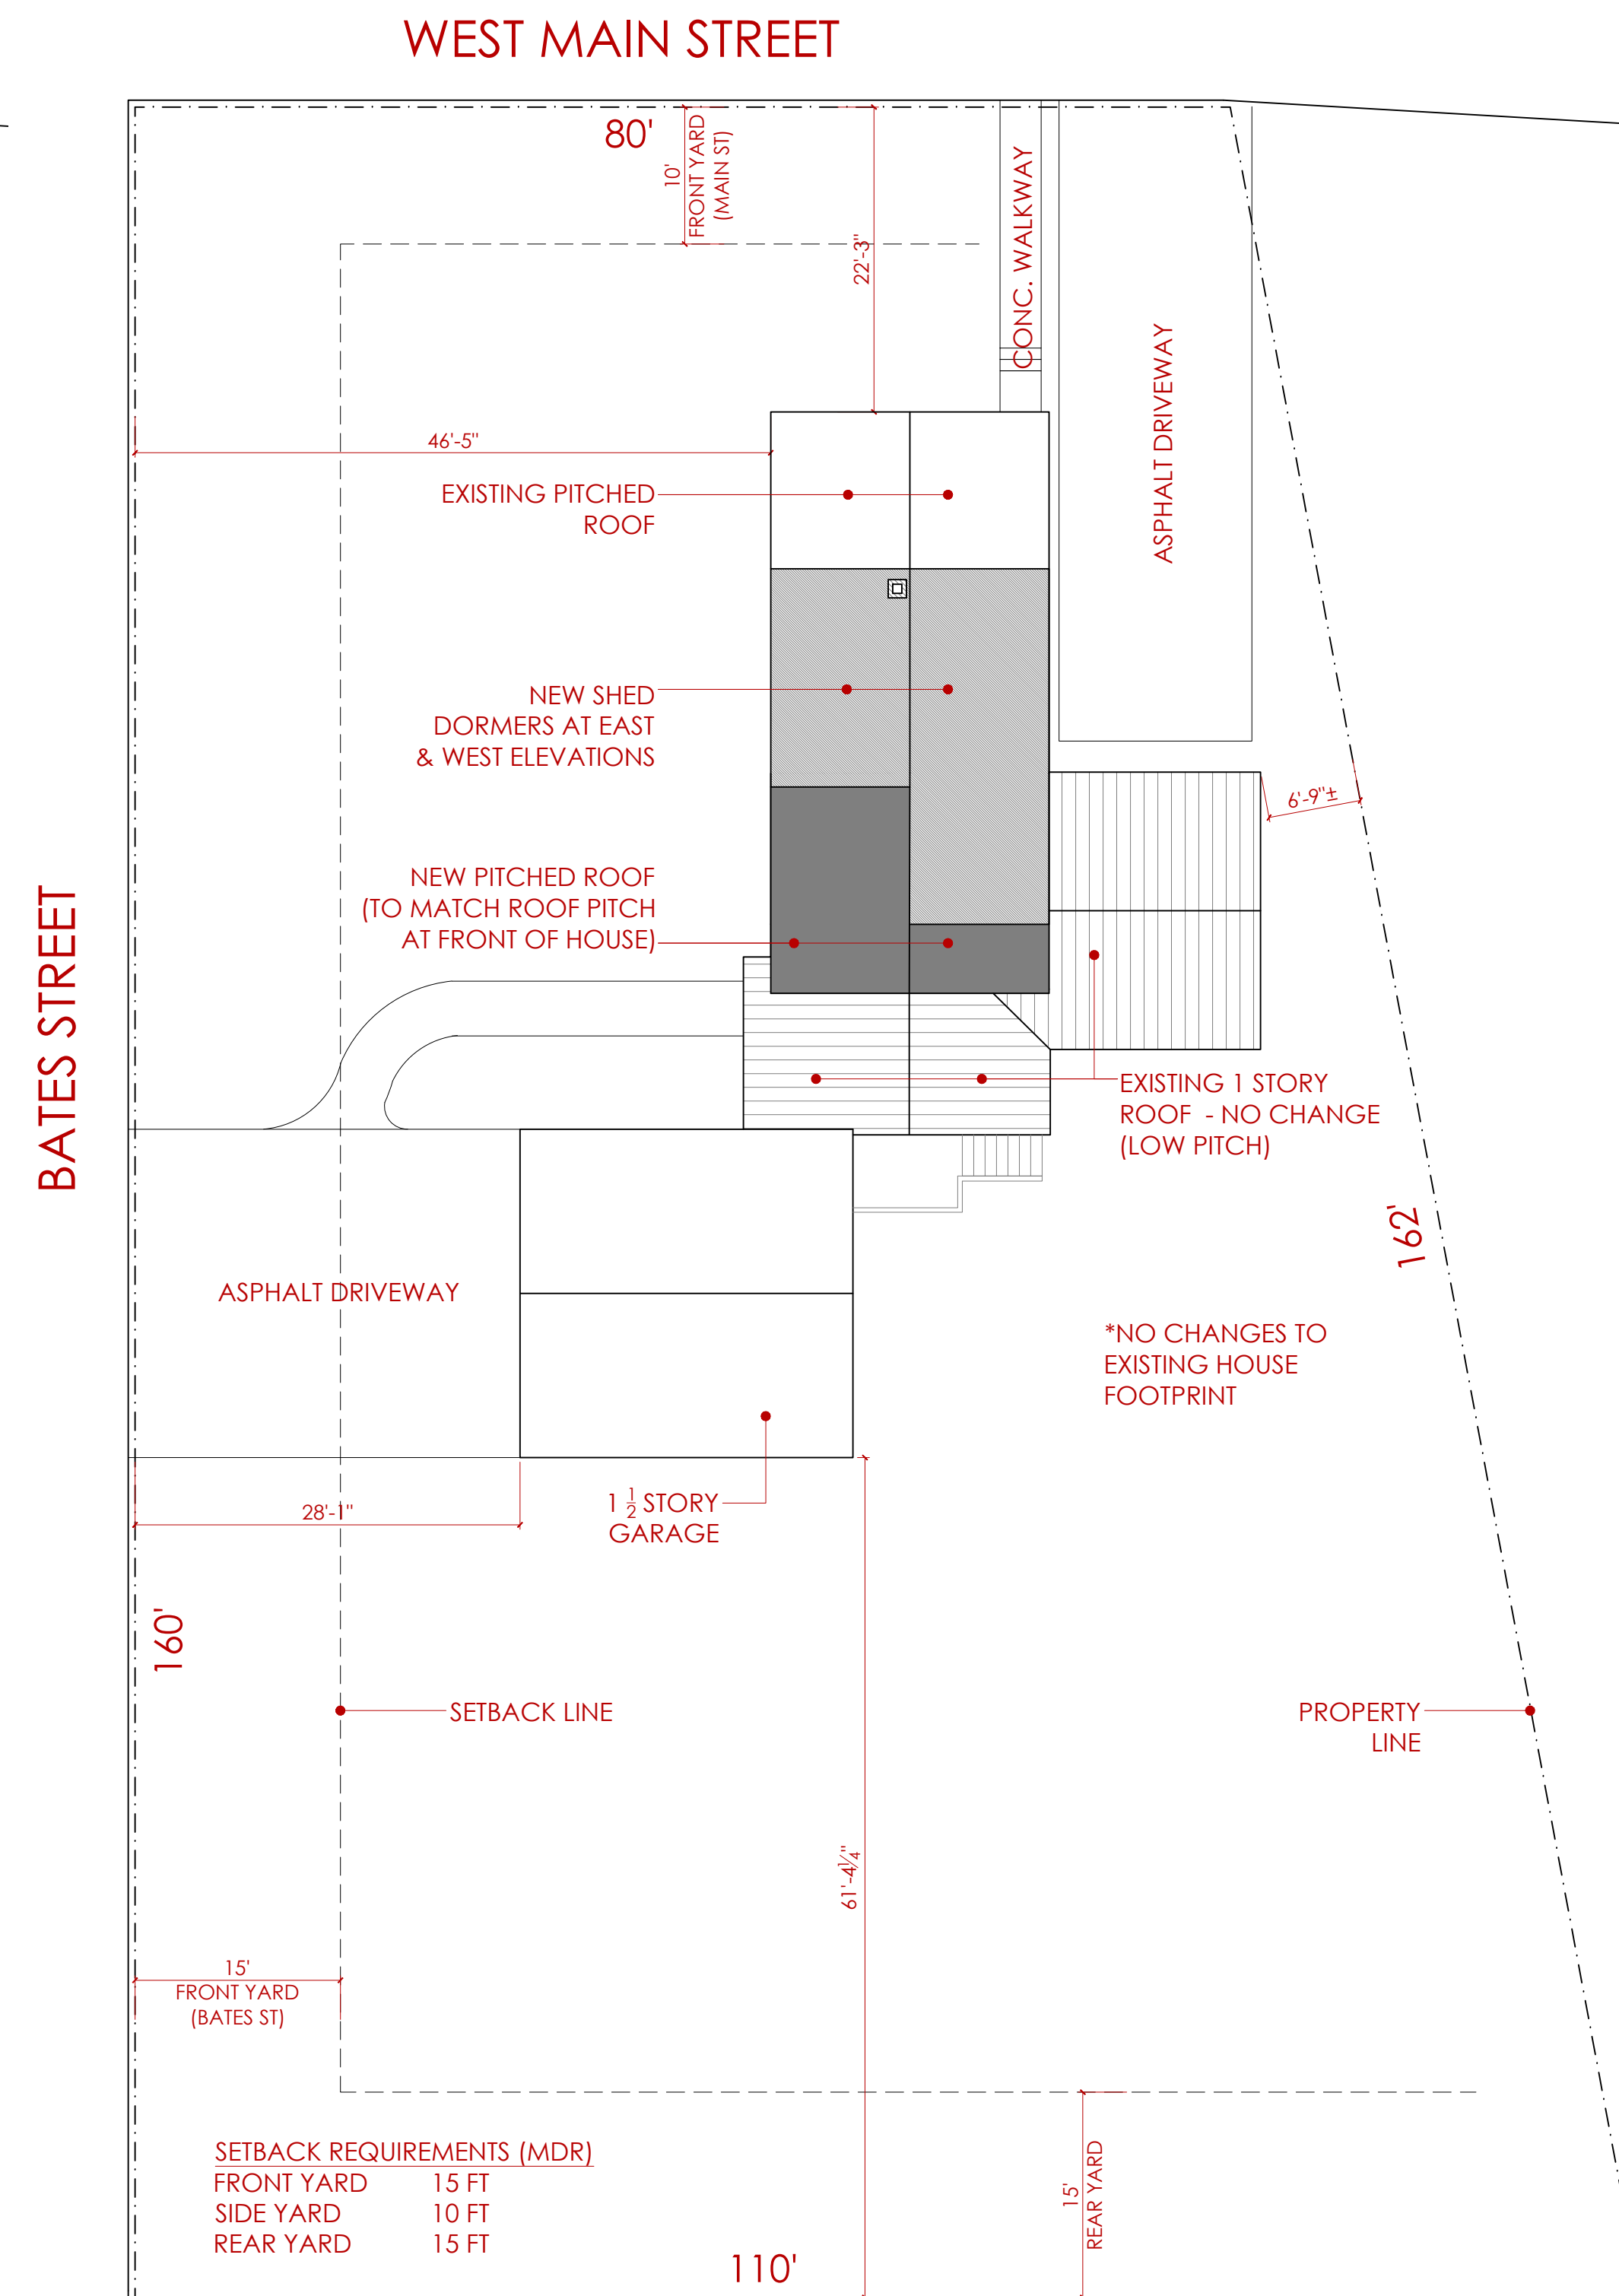 WEST MAIN STREET
80'
10'
FRONT YARD
(MAIN ST)
22'-3"
CONC. WALKWAY
ASPHALT DRIVEWAY
46'-5"
EXISTING PITCHED
ROOF
NEW SHED
DORMERS AT EAST
& WEST ELEVATIONS
6'-9"±
NEW PITCHED ROOF
(TO MATCH ROOF PITCH
AT FRONT OF HOUSE)
BATES STREET
EXISTING 1 STORY
ROOF - NO CHANGE
(LOW PITCH)
162'
ASPHALT DRIVEWAY
*NO CHANGES TO
EXISTING HOUSE
FOOTPRINT
28'-1"
1 1/2 STORY
GARAGE
160'
SETBACK LINE
PROPERTY
LINE
61'-4¼"
15'
FRONT YARD
(BATES ST)
SETBACK REQUIREMENTS (MDR)
FRONT YARD 15 FT
SIDE YARD 10 FT
REAR YARD 15 FT
15'
REAR YARD
110'